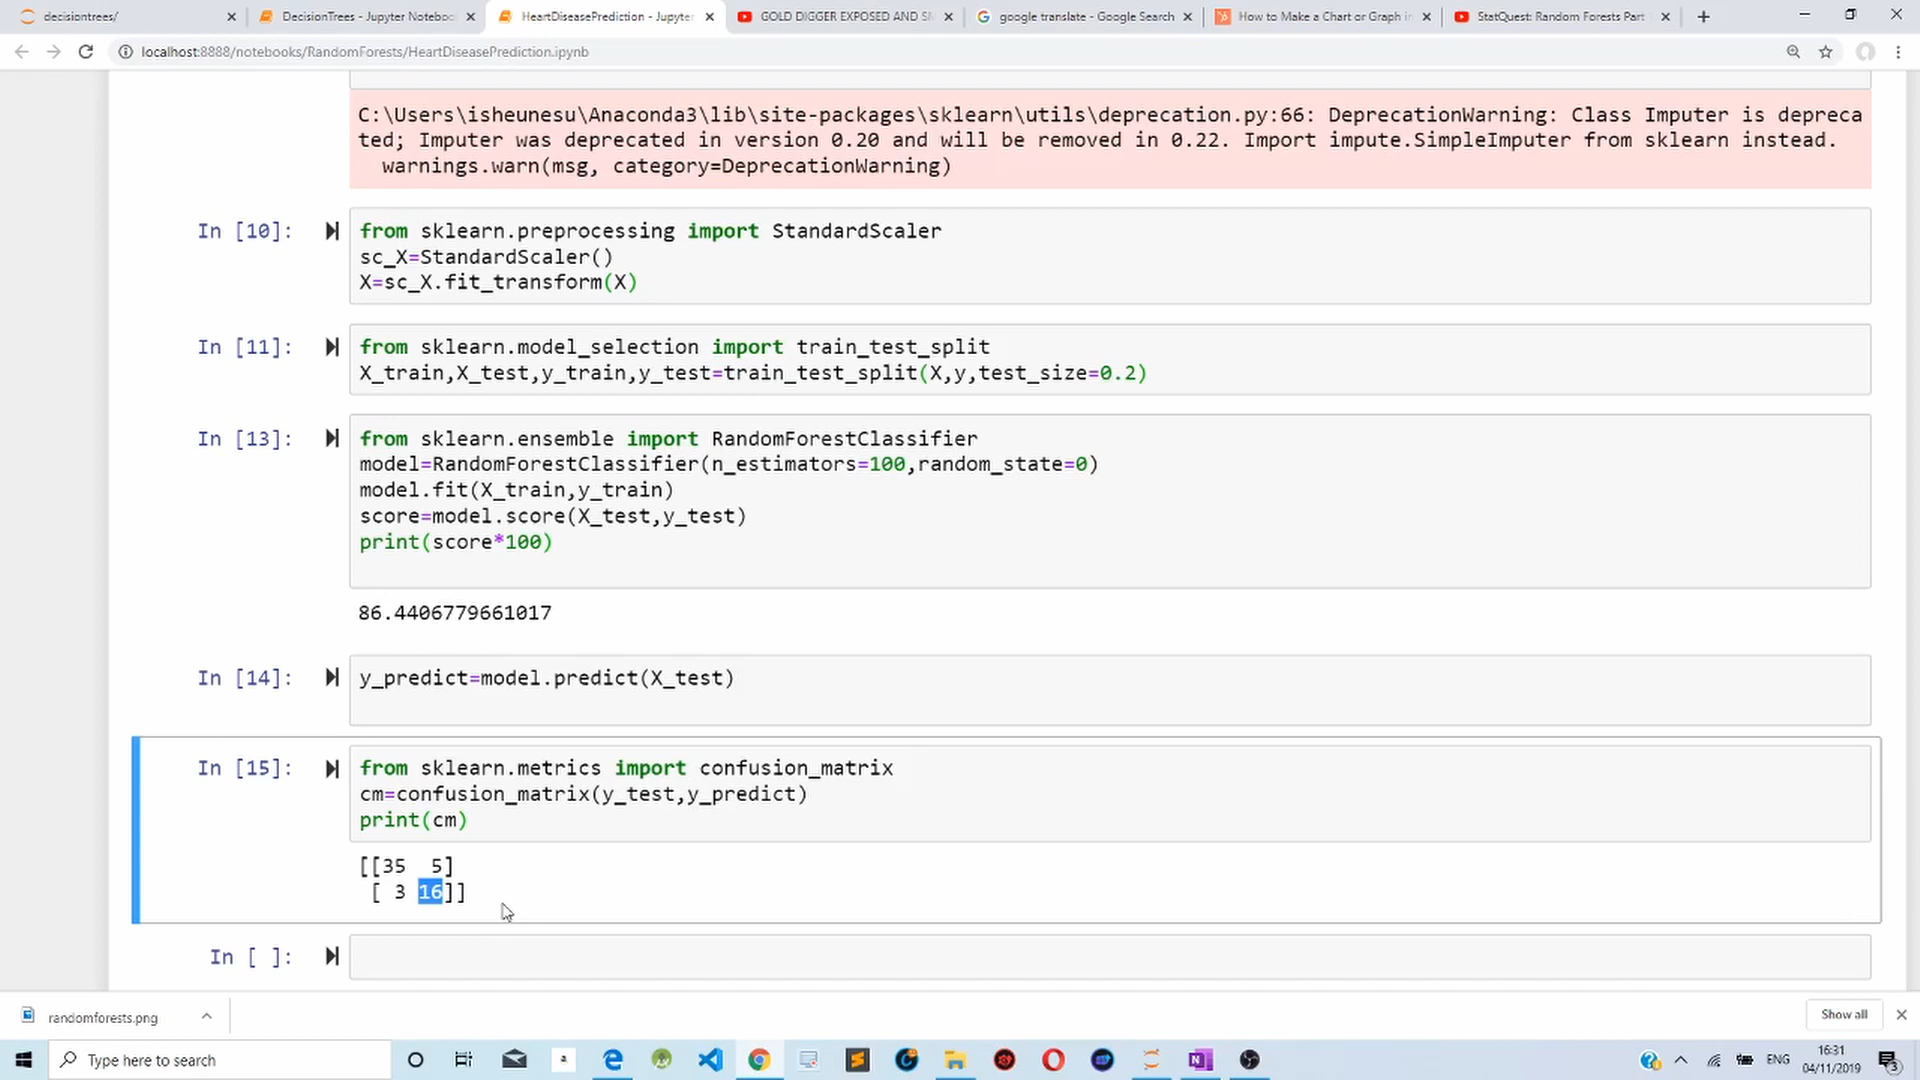 decisiontrees/
DecisionTrees - Jupyter Noteboo
HeartDiseasePrediction - Jupyter
GOLD DIGGER EXPOSED AND S
google translate - Google Search
How to Make a Chart or Graph in
StatQuest: Random Forests Part
localhost:8888/notebooks/RandomForests/HeartDiseasePrediction.ipynb
C:\Users\isheunesu\Anaconda3\lib\site-packages\sklearn\utils\deprecation.py:66: DeprecationWarning: Class Imputer is depreca
ted; Imputer was deprecated in version 0.20 and will be removed in 0.22. Import impute.SimpleImputer from sklearn instead.
warnings.warn(msg, category=DeprecationWarning)
In [10]:
from sklearn.preprocessing import StandardScaler
sc_X=StandardScaler()
X=sc_X.fit_transform(X)
In [11]:
from sklearn.model_selection import train_test_split
X_train,X_test,y_train,y_test=train_test_split(X,y,test_size=0.2)
In [13]:
from sklearn.ensemble import RandomForestClassifier
model=RandomForestClassifier(n_estimators=100,random_state=0)
model.fit(X_train,y_train)
score=model.score(X_test,y_test)
print(score*100)
86.4406779661017
In [14]:
y_predict=model.predict(X_test)
In [15]:
from sklearn.metrics import confusion_matrix
cm=confusion_matrix(y_test,y_predict)
print(cm)
[[35  5]
[ 3 16]]
In [ ]:
randomforests.png
Show all
Type here to search
a
ENG
16:31
04/11/2019
3